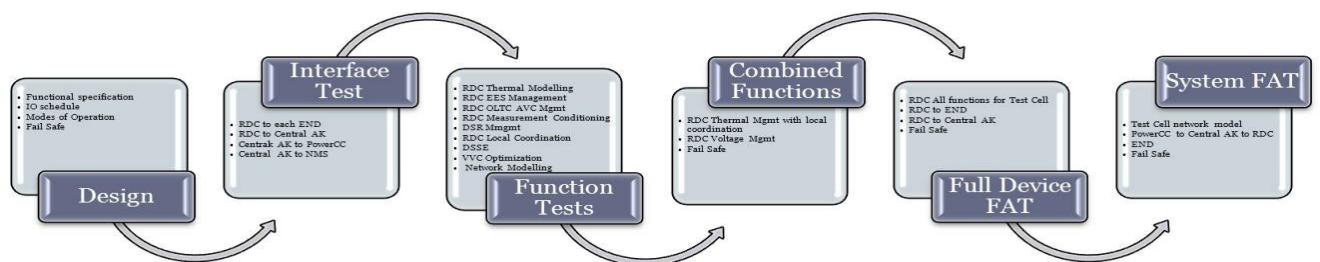 • Functional specification
• IO schedule
• Modes of Operation
• Fail Safe
Design
Interface
Test
• RDC to each END
• RDC to Central AK
• Centrak AK to PowerCC
• Central AK to NMS
• RDC Thermal Modelling
• RDC EES Management
• RDC OLTC AVC Mgmt
• RDC Measurement Conditioning
• DSR Mmgmt
• RDC Local Coordination
• DSSE
• VVC Optimization
• Network Modelling
Function
Tests
Combined
Functions
• RDC Thermal Mgmt with local
coordination
• RDC Voltage Mgmt
• Fail Safe
• RDC All functions for Test Cell
• RDC to END
• RDC to Central AK
• Fail Safe
Full Device
FAT
System FAT
• Test Cell network model
• PowerCC to Central AK to RDC
• END
• Fail Safe